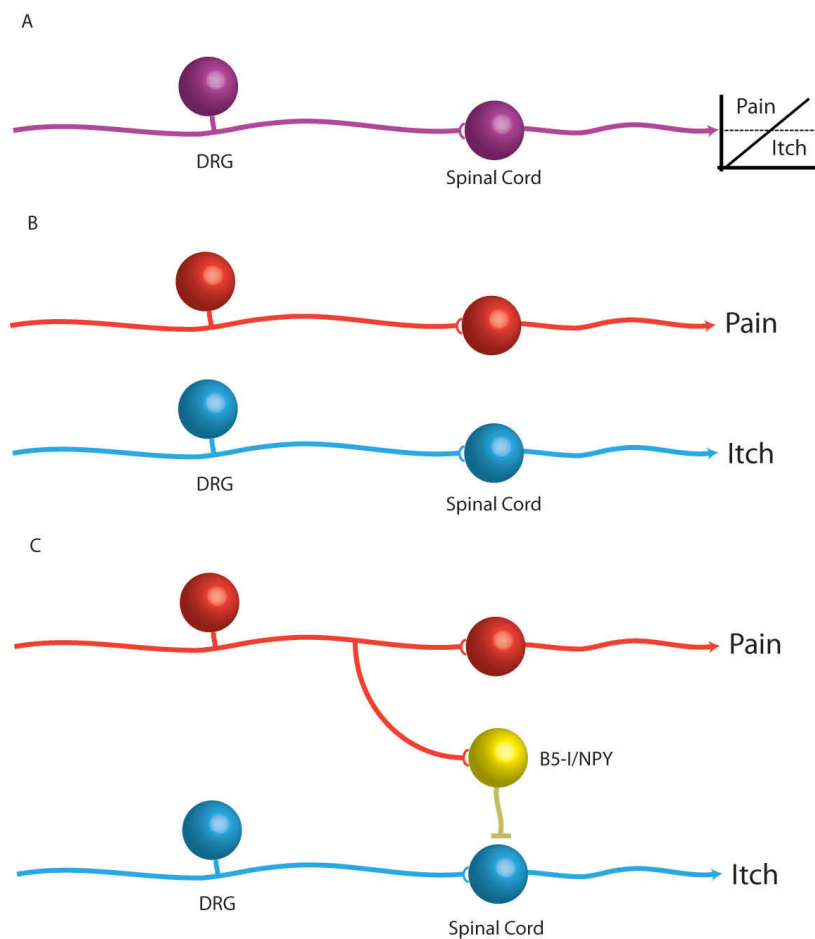 A
Pain
Itch
DRG
Spinal Cord
B
Pain
Itch
DRG
Spinal Cord
C
Pain
B5-I/NPY
Itch
DRG
Spinal Cord